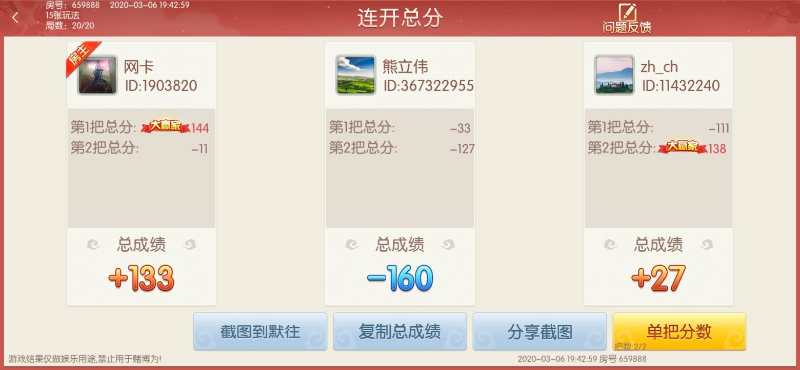 房号：659888 2020-03-06 19:42:59
15张玩法
局数：20/20
连开总分
问题反馈
房主
网卡
ID:1903820
第1把总分: 大赢家 144
第2把总分: -11
总成绩
+133
熊立伟
ID:367322955
第1把总分: -33
第2把总分: -127
总成绩
-160
zh_ch
ID:11432240
第1把总分: -111
第2把总分: 大赢家 138
总成绩
+27
截图到默往
复制总成绩
分享截图
单把分数
把数:2/2
游戏结果仅做娱乐用途,禁止用于赌博为!
2020-03-06 19:42:59 房号 659888